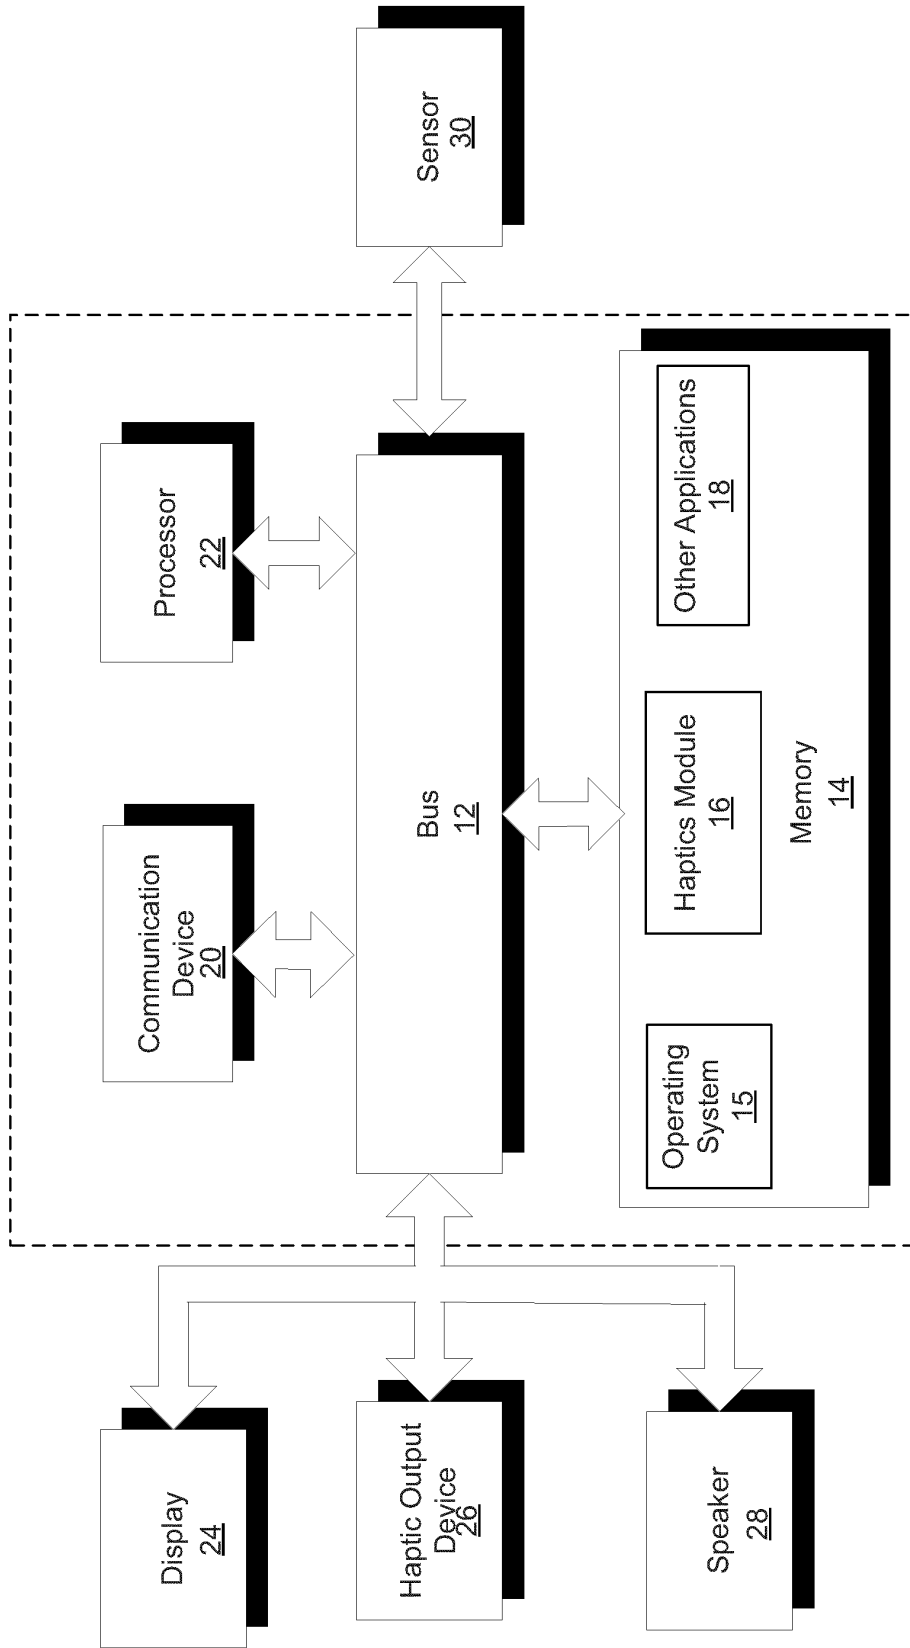 Display
24
Haptic Output
Device
26
Speaker
28
Communication
Device
20
Processor
22
Bus
12
Operating
System
15
Haptics Module
16
Other Applications
18
Memory
14
Sensor
30